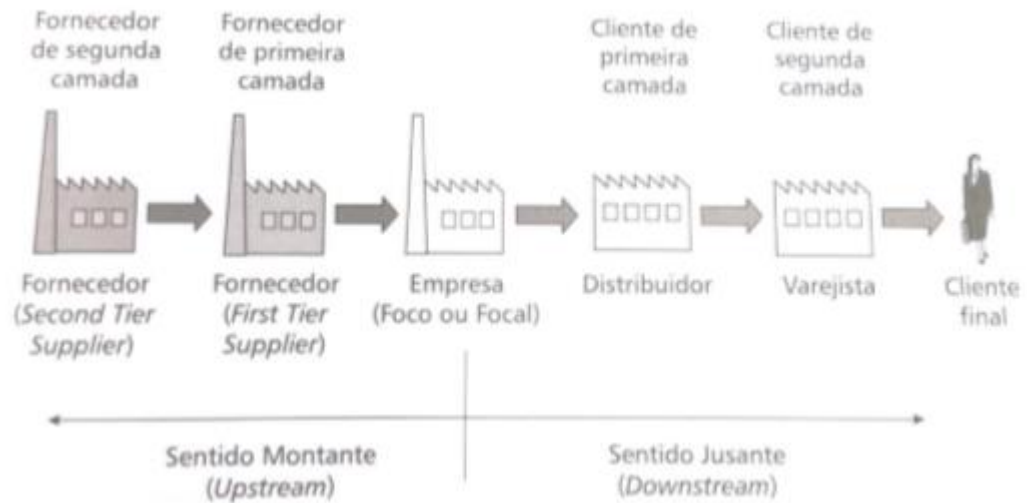 Fornecedor
de segunda
camada
Fornecedor
de primeira
camada
Cliente de
primeira
camada
Cliente de
segunda
camada
Fornecedor
(Second Tier
Supplier)
Fornecedor
(First Tier
Supplier)
Empresa
(Foco ou Focal)
Distribuidor
Varejista
Cliente
final
Sentido Montante
(Upstream)
Sentido Jusante
(Downstream)